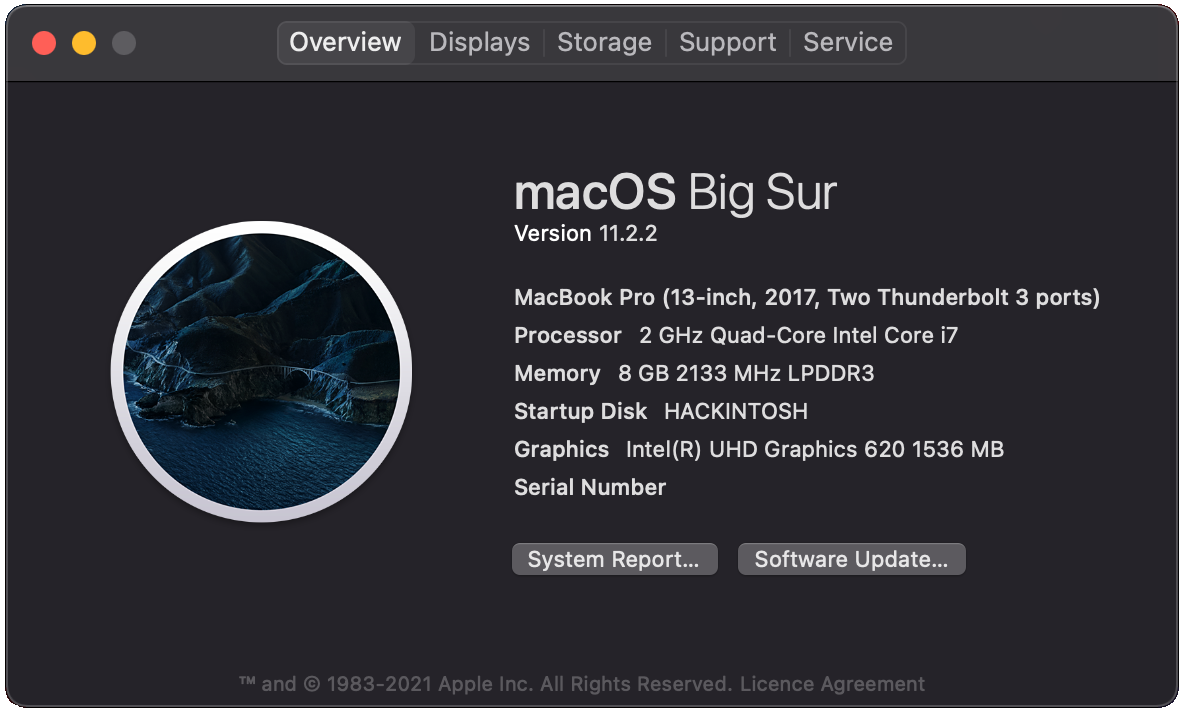 Overview Displays Storage Support Service
macOS Big Sur
Version 11.2.2
MacBook Pro (13-inch, 2017, Two Thunderbolt 3 ports)
Processor 2 GHz Quad-Core Intel Core i7
Memory 8 GB 2133 MHz LPDDR3
Startup Disk HACKINTOSH
Graphics Intel(R) UHD Graphics 620 1536 MB
Serial Number
System Report... Software Update...
™ and © 1983-2021 Apple Inc. All Rights Reserved. Licence Agreement